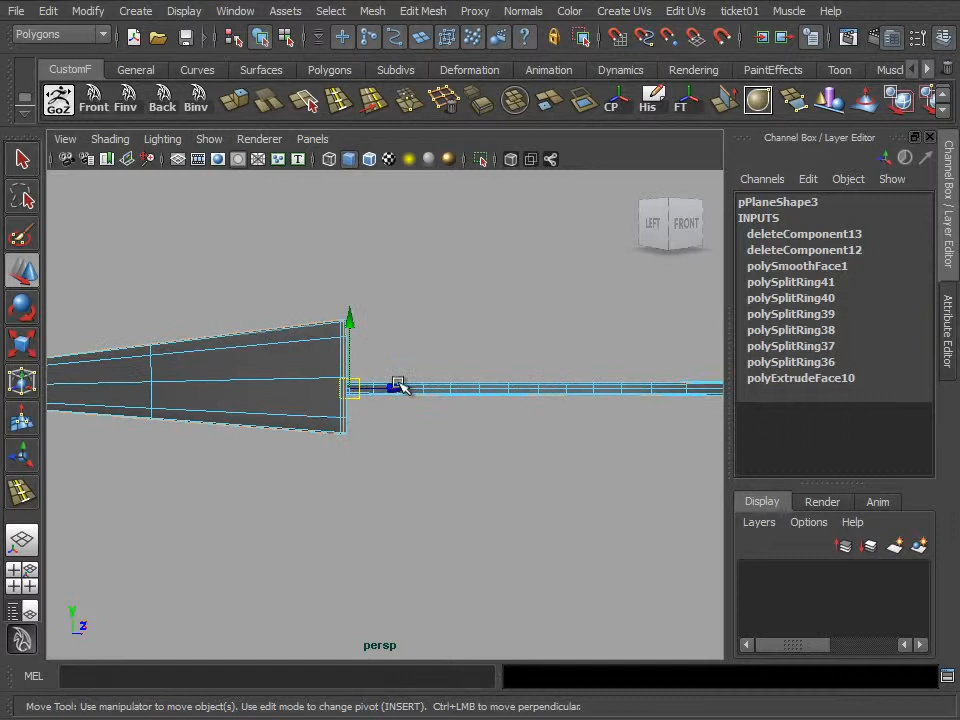 File Edit Modify Create Display Window Assets Select Mesh Edit Mesh Proxy Normals Color Create UVs Edit UVs ticket01 Muscle Help
Polygons
CustomF General Curves Surfaces Polygons Subdivs Deformation Animation Dynamics Rendering PaintEffects Toon Muscl
GoZ Front Finv Back Binv CP His FT
View Shading Lighting Show Renderer Panels
Channel Box / Layer Editor
Channels Edit Object Show
pPlaneShape3
INPUTS
deleteComponent13
deleteComponent12
polySmoothFace1
polySplitRing41
polySplitRing40
polySplitRing39
polySplitRing38
polySplitRing37
polySplitRing36
polyExtrudeFace10
LEFT FRONT
Channel Box / Layer Editor
Attribute Editor
Display Render Anim
Layers Options Help
y
z
persp
MEL
Move Tool: Use manipulator to move object(s). Use edit mode to change pivot (INSERT). Ctrl+LMB to move perpendicular.